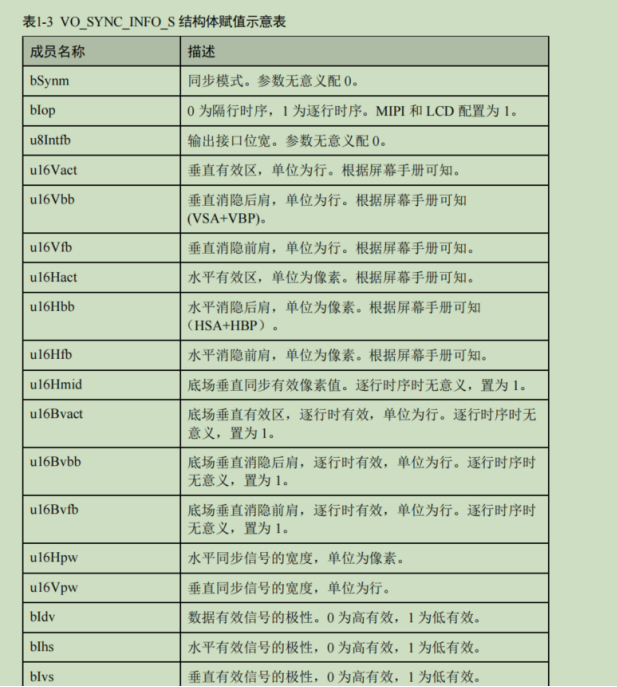 表1-3 VO_SYNC_INFO_S 结构体赋值示意表
成员名称 描述
bSynm 同步模式。参数无意义配 0。
bIop 0 为隔行时序，1 为逐行时序。MIPI 和 LCD 配置为 1。
u8Intfb 输出接口位宽。参数无意义配 0。
u16Vact 垂直有效区，单位为行。根据屏幕手册可知。
u16Vbb 垂直消隐后肩，单位为行。根据屏幕手册可知
(VSA+VBP)。
u16Vfb 垂直消隐前肩，单位为行。根据屏幕手册可知。
u16Hact 水平有效区，单位为像素。根据屏幕手册可知。
u16Hbb 水平消隐后肩，单位为像素。根据屏幕手册可知
（HSA+HBP）。
u16Hfb 水平消隐前肩，单位为像素。根据屏幕手册可知。
u16Hmid 底场垂直同步有效像素值。逐行时序时无意义，置为 1。
u16Bvact 底场垂直有效区，逐行时有效，单位为行。逐行时序时无
意义，置为 1。
u16Bvbb 底场垂直消隐后肩，逐行时有效，单位为行。逐行时序时
无意义，置为 1。
u16Bvfb 底场垂直消隐前肩，逐行时有效，单位为行。逐行时序时
无意义，置为 1。
u16Hpw 水平同步信号的宽度，单位为像素。
u16Vpw 垂直同步信号的宽度，单位为行。
bIdv 数据有效信号的极性。0 为高有效，1 为低有效。
bIhs 水平有效信号的极性，0 为高有效，1 为低有效。
bIvs 垂直有效信号的极性，0 为高有效，1 为低有效。